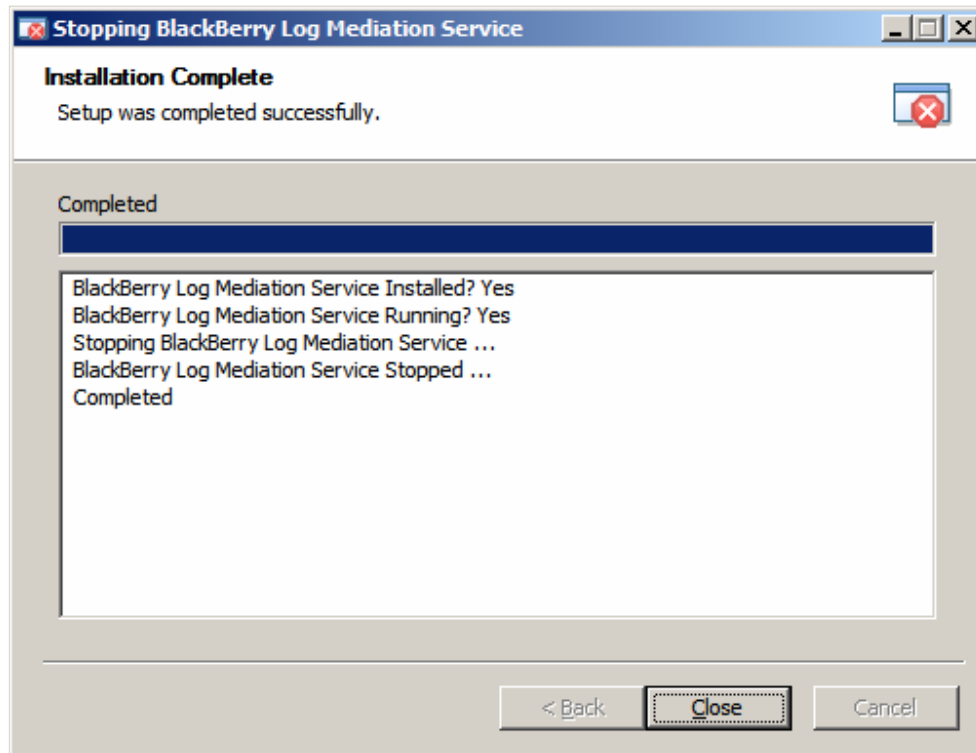 Stopping BlackBerry Log Mediation Service
Installation Complete
Setup was completed successfully.
Completed
BlackBerry Log Mediation Service Installed? Yes
BlackBerry Log Mediation Service Running? Yes
Stopping BlackBerry Log Mediation Service ...
BlackBerry Log Mediation Service Stopped ...
Completed
< Back
Close
Cancel